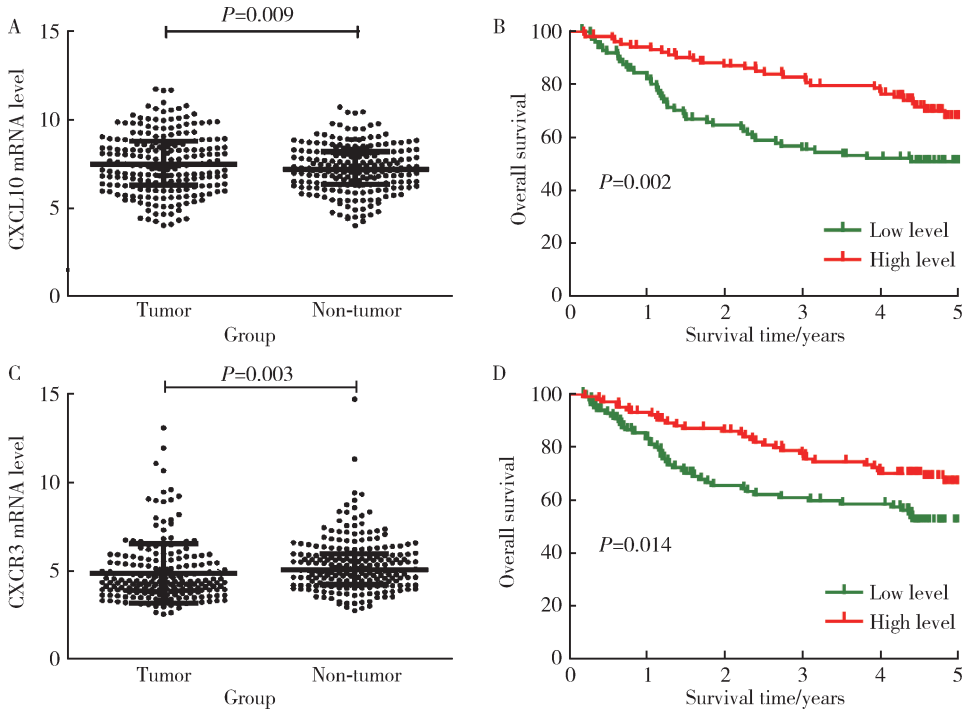 A
P=0.009
15
10
5
0
CXCL10 mRNA level
Tumor
Non-tumor
Group
B
100
80
60
40
20
0
Overall survival
P=0.002
Low level
High level
0 1 2 3 4 5
Survival time/years
C
P=0.003
15
10
5
0
CXCR3 mRNA level
Tumor
Non-tumor
Group
D
100
80
60
40
20
0
Overall survival
P=0.014
Low level
High level
0 1 2 3 4 5
Survival time/years